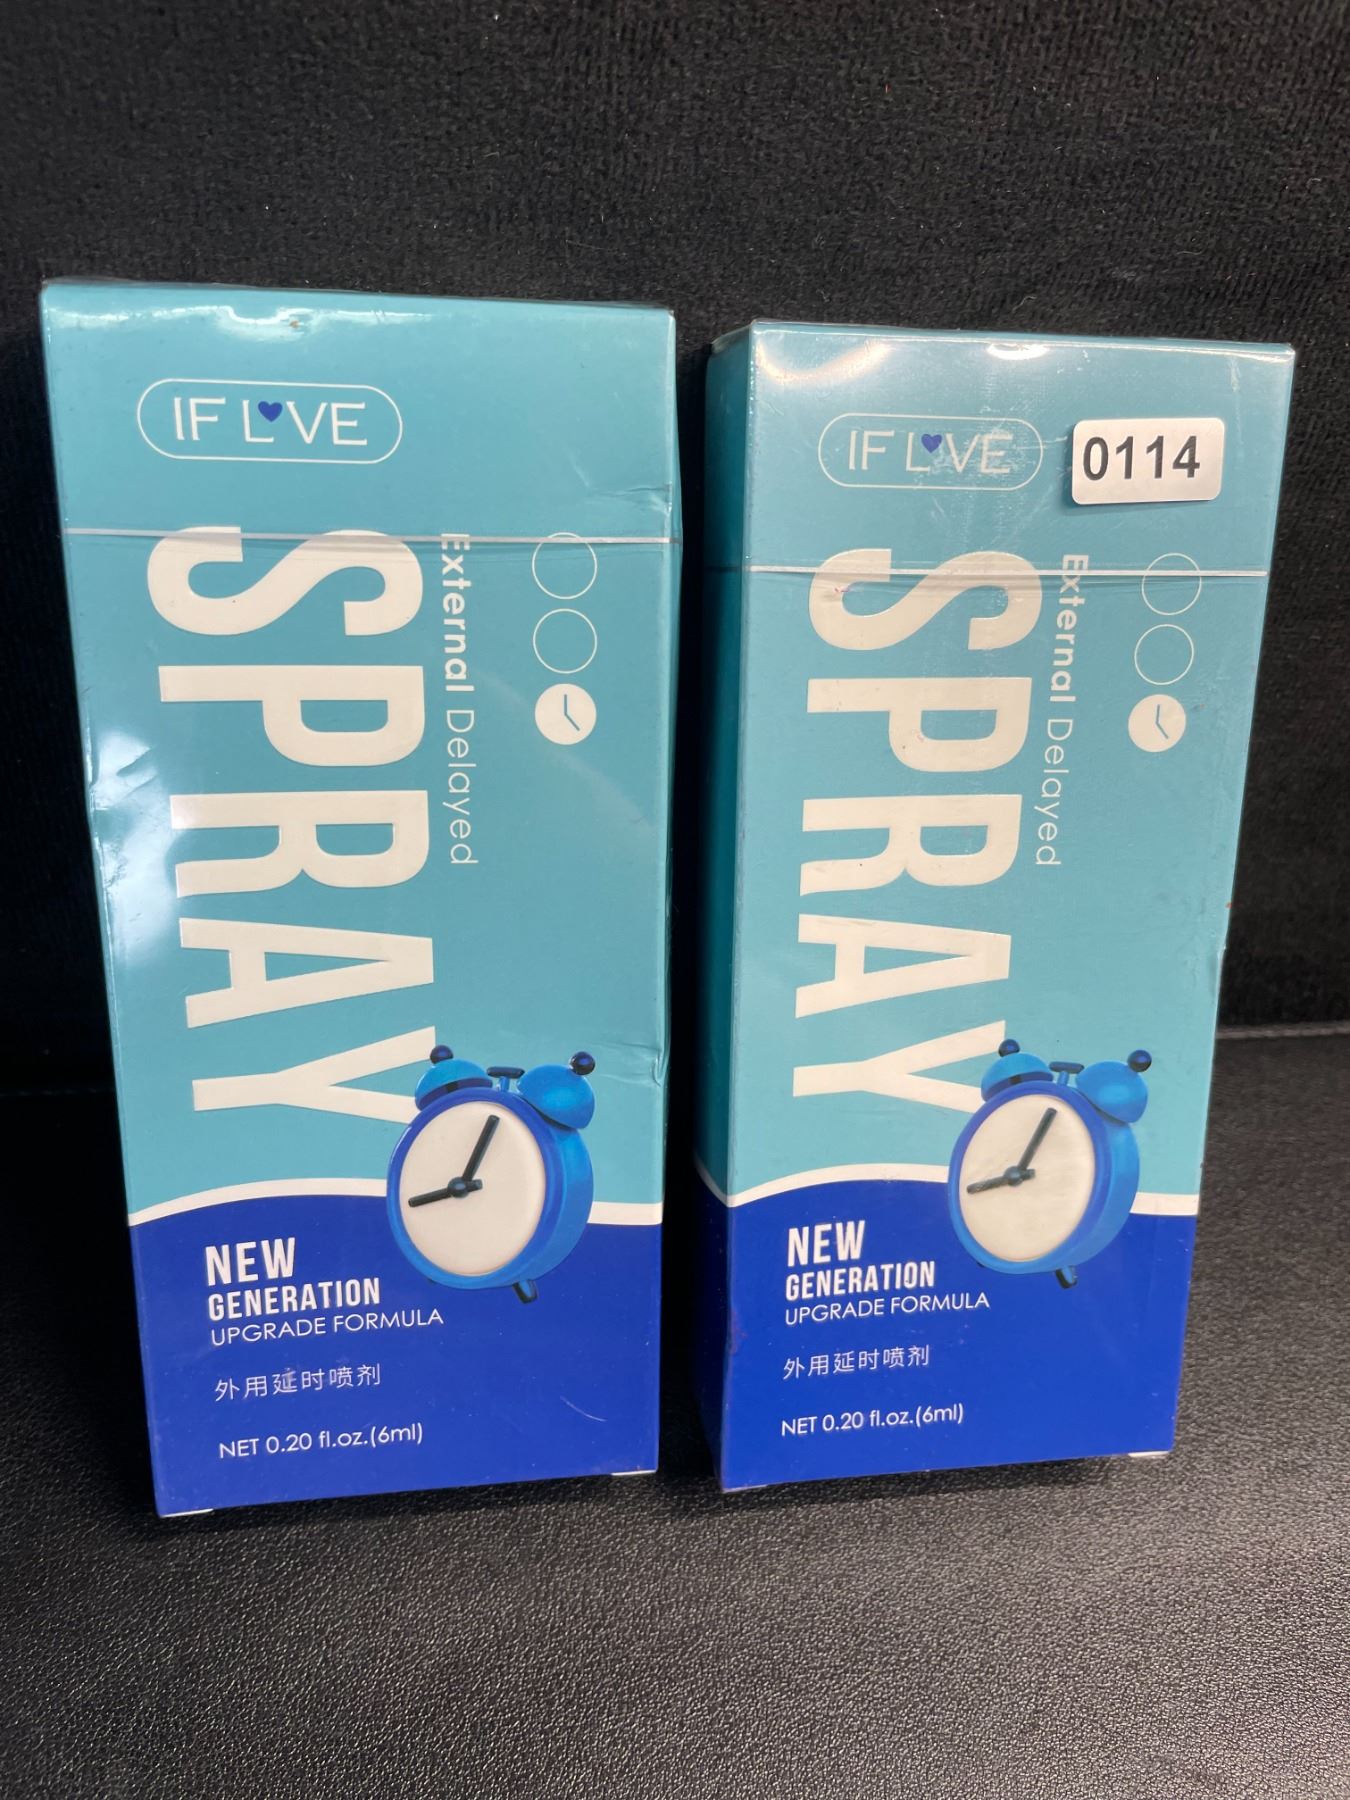 IF LOVE
SPRAY
External Delayed
NEW
GENERATION
UPGRADE FORMULA
外用延时喷剂
NET 0.20 fl.oz.(6ml)
IF LOVE
0114
SPRAY
External Delayed
NEW
GENERATION
UPGRADE FORMULA
外用延时喷剂
NET 0.20 fl.oz.(6ml)